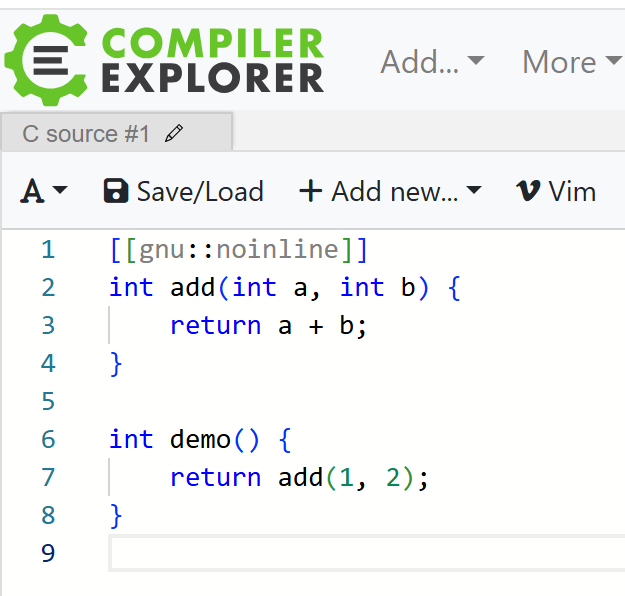 COMPILER
EXPLORER
Add... More
C source #1
A Save/Load + Add new... Vim
1 [[gnu::noinline]]
2 int add(int a, int b) {
3     return a + b;
4 }
5
6 int demo() {
7     return add(1, 2);
8 }
9